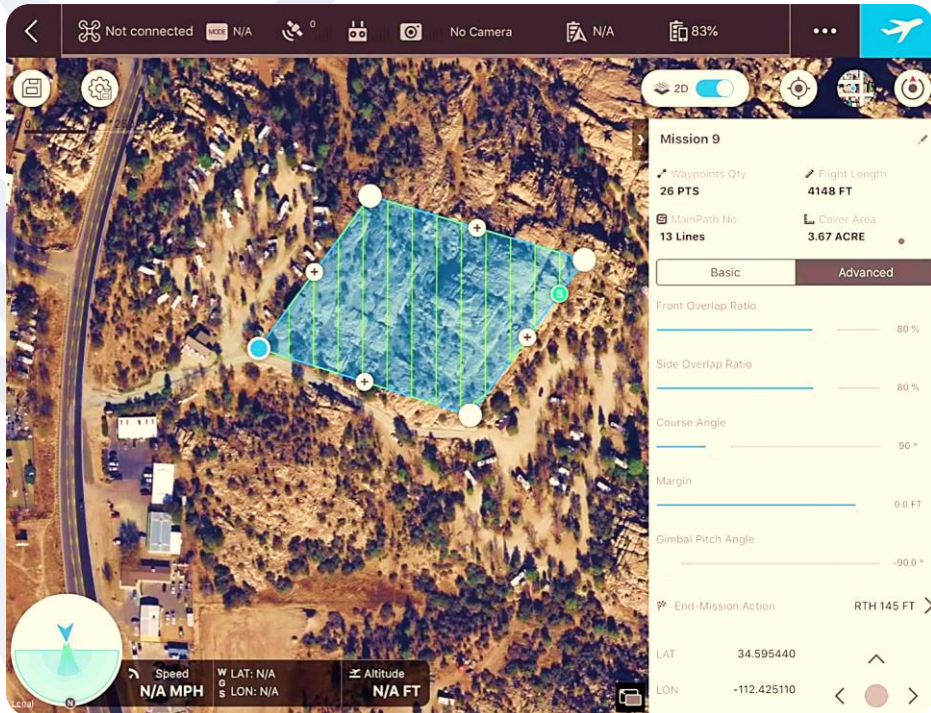 Not connected MODE N/A 0 No Camera N/A 83%
2D
Mission 9
Waypoints Qty. Flight Length
26 PTS 4148 FT
MainPath No Cover Area
13 Lines 3.67 ACRE
Basic Advanced
Front Overlap Ratio
80 %
Side Overlap Ratio
80 %
Course Angle
90 °
Margin
0.0 FT
Gimbal Pitch Angle
-90.0 °
End-Mission Action RTH 145 FT
LAT 34.595440
LON -112.425110
S
Speed W LAT: N/A Altitude
N/A MPH G S LON: N/A N/A FT
N
Legal